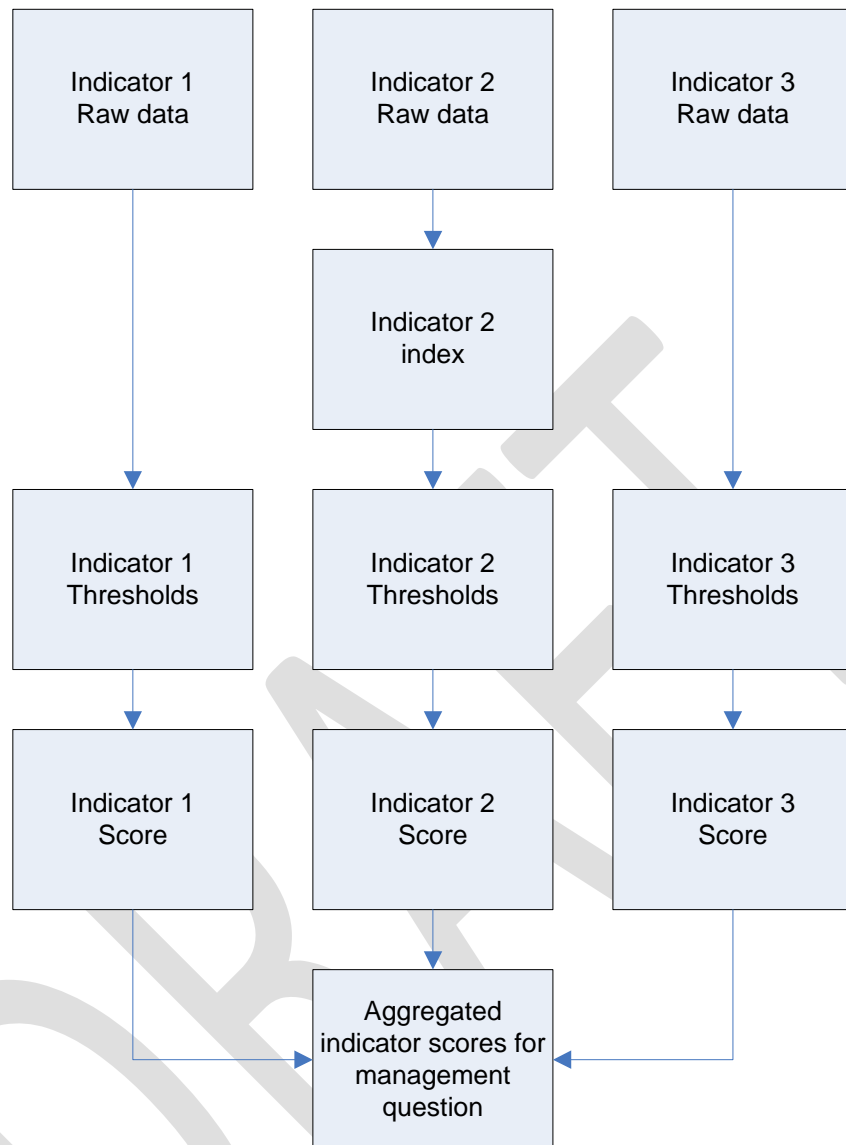 Indicator 1
Raw data
Indicator 2
Raw data
Indicator 3
Raw data
Indicator 2
index
Indicator 1
Thresholds
Indicator 2
Thresholds
Indicator 3
Thresholds
Indicator 1
Score
Indicator 2
Score
Indicator 3
Score
Aggregated
indicator scores for
management
question
DRAFT